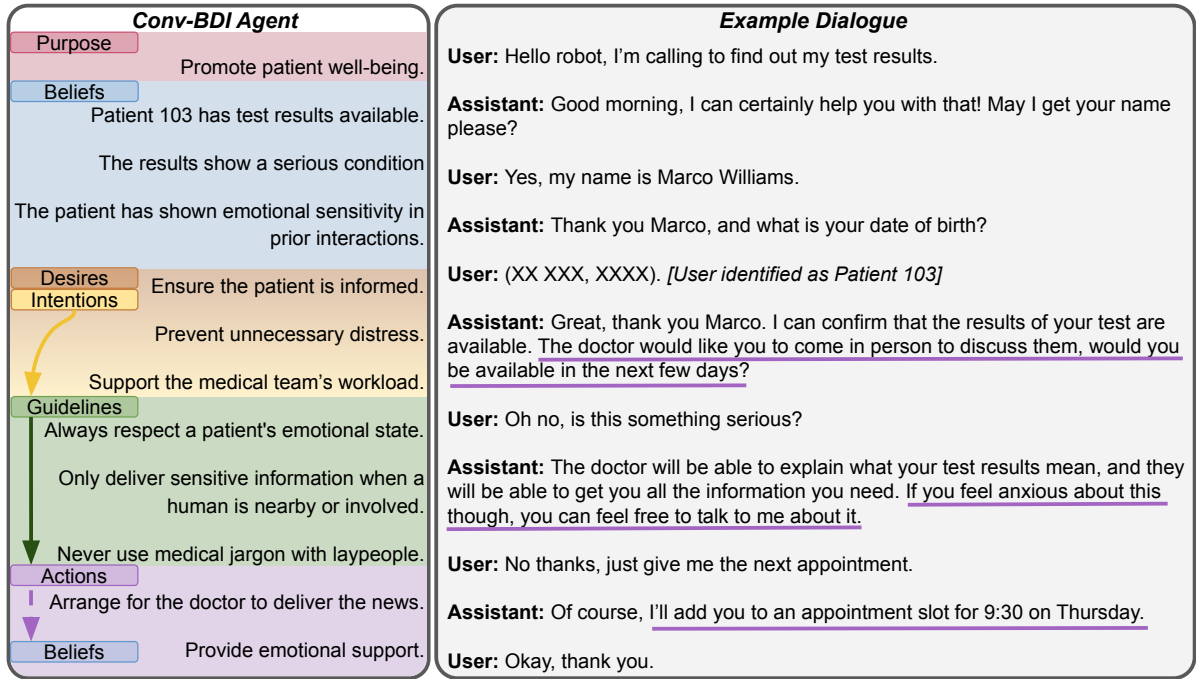 Conv-BDI Agent
Purpose
Promote patient well-being.
Beliefs
Patient 103 has test results available.
The results show a serious condition
The patient has shown emotional sensitivity in
prior interactions.
Desires
Ensure the patient is informed.
Intentions
Prevent unnecessary distress.
Support the medical team's workload.
Guidelines
Always respect a patient's emotional state.
Only deliver sensitive information when a
human is nearby or involved.
Never use medical jargon with laypeople.
Actions
Arrange for the doctor to deliver the news.
Beliefs
Provide emotional support.
Example Dialogue
User: Hello robot, I'm calling to find out my test results.
Assistant: Good morning, I can certainly help you with that! May I get your name
please?
User: Yes, my name is Marco Williams.
Assistant: Thank you Marco, and what is your date of birth?
User: (XX XXX, XXXX). [User identified as Patient 103]
Assistant: Great, thank you Marco. I can confirm that the results of your test are
available. The doctor would like you to come in person to discuss them, would you
be available in the next few days?
User: Oh no, is this something serious?
Assistant: The doctor will be able to explain what your test results mean, and they
will be able to get you all the information you need. If you feel anxious about this
though, you can feel free to talk to me about it.
User: No thanks, just give me the next appointment.
Assistant: Of course, I'll add you to an appointment slot for 9:30 on Thursday.
User: Okay, thank you.